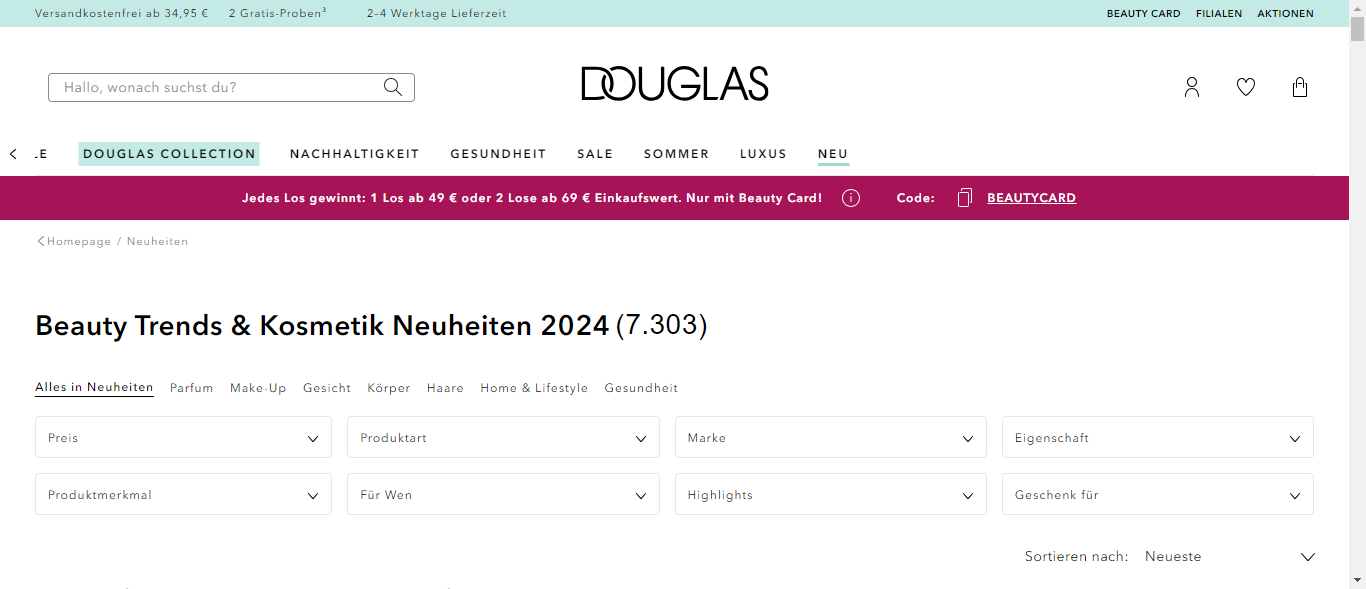 Versandkostenfrei ab 34,95 € 2 Gratis-Proben³ 2–4 Werktage Lieferzeit BEAUTY CARD FILIALEN AKTIONEN
Hallo, wonach suchst du? DOUGLAS
LE DOUGLAS COLLECTION NACHHALTIGKEIT GESUNDHEIT SALE SOMMER LUXUS NEU
Jedes Los gewinnt: 1 Los ab 49 € oder 2 Lose ab 69 € Einkaufswert. Nur mit Beauty Card! Code: BEAUTYCARD
Homepage / Neuheiten
Beauty Trends & Kosmetik Neuheiten 2024 (7.303)
Alles in Neuheiten Parfum Make-Up Gesicht Körper Haare Home & Lifestyle Gesundheit
Preis Produktart Marke Eigenschaft
Produktmerkmal Für Wen Highlights Geschenk für
Sortieren nach: Neueste